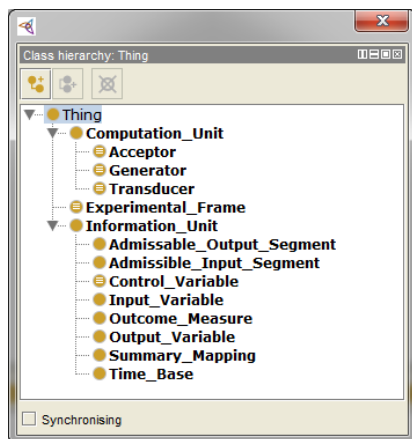 Class hierarchy: Thing
Thing
Computation_Unit
Acceptor
Generator
Transducer
Experimental_Frame
Information_Unit
Admissable_Output_Segment
Admissible_Input_Segment
Control_Variable
Input_Variable
Outcome_Measure
Output_Variable
Summary_Mapping
Time_Base
Synchronising